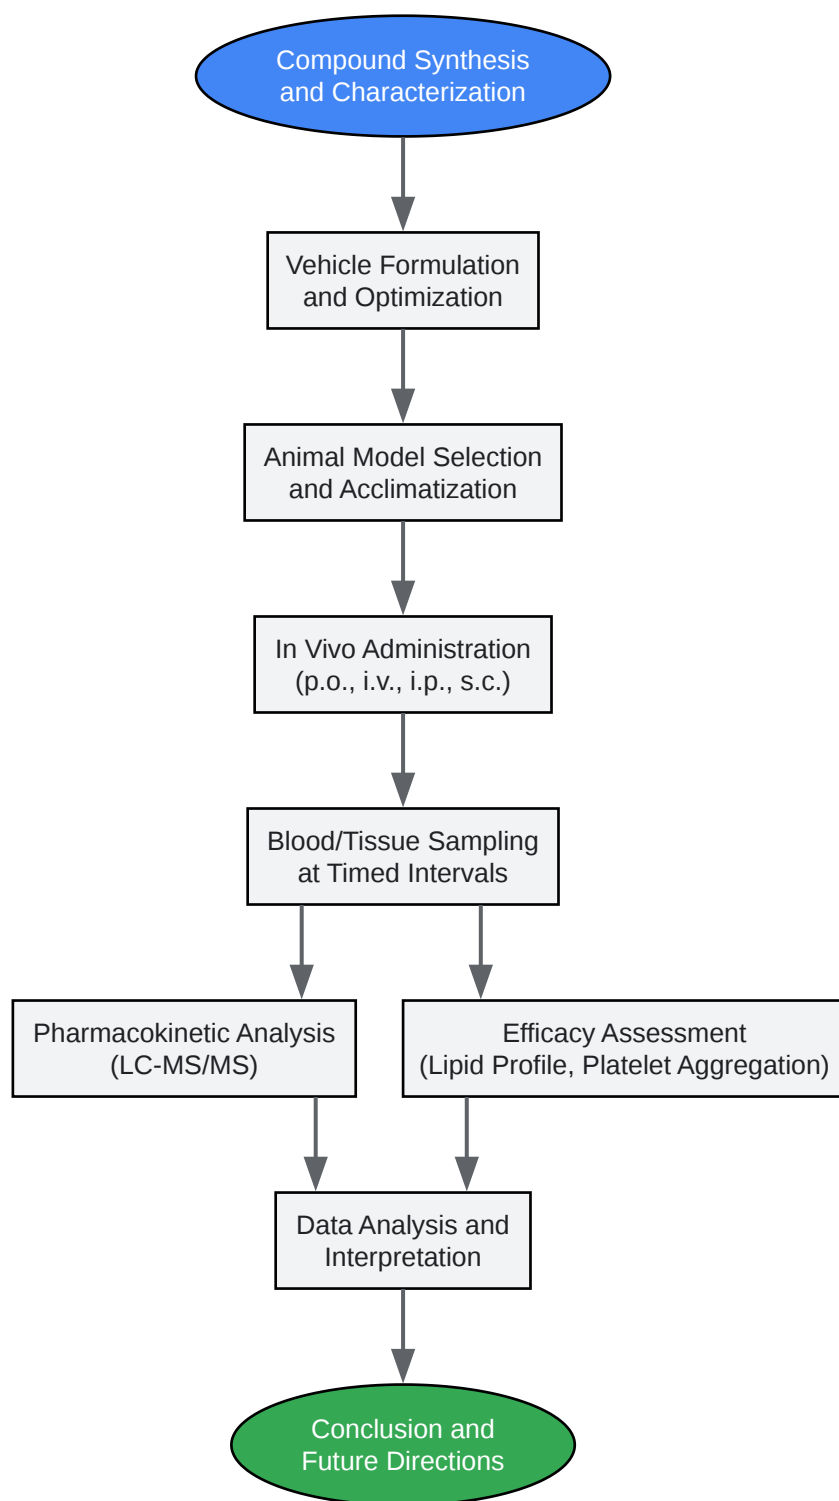 Compound Synthesis
and Characterization
Vehicle Formulation
and Optimization
Animal Model Selection
and Acclimatization
In Vivo Administration
(p.o., i.v., i.p., s.c.)
Blood/Tissue Sampling
at Timed Intervals
Pharmacokinetic Analysis
(LC-MS/MS)
Efficacy Assessment
(Lipid Profile, Platelet Aggregation)
Data Analysis and
Interpretation
Conclusion and
Future Directions